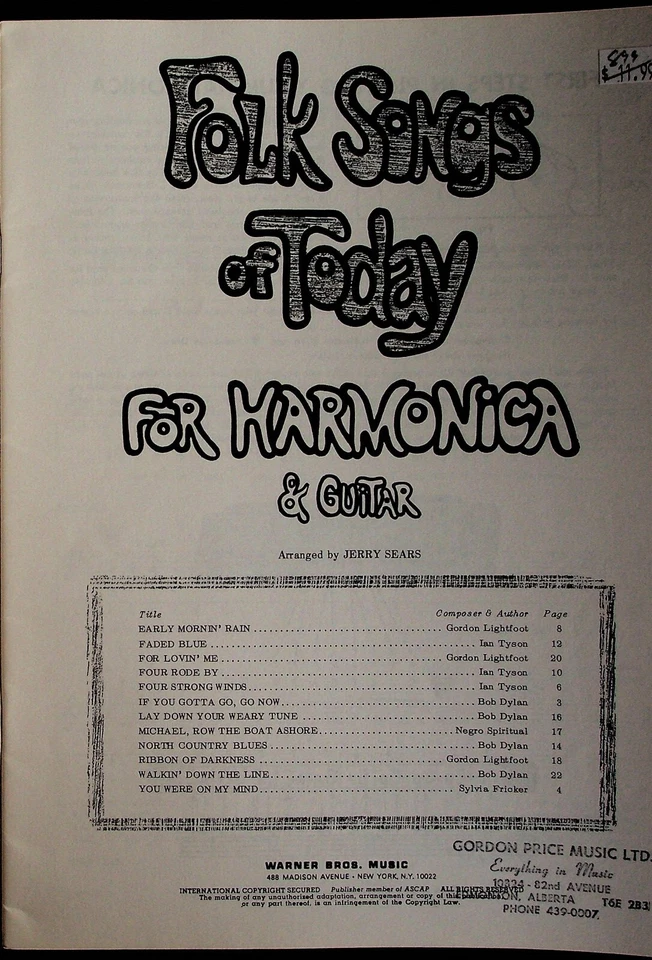 Folk Songs
of Today
FOR HARMONICA
& GUITAR
Arranged by JERRY SEARS
Title Composer & Author Page
EARLY MORNIN' RAIN Gordon Lightfoot 8
FADED BLUE Ian Tyson 12
FOR LOVIN' ME Gordon Lightfoot 20
FOUR RODE BY Ian Tyson 10
FOUR STRONG WINDS Ian Tyson 6
IF YOU GOTTA GO, GO NOW Bob Dylan 3
LAY DOWN YOUR WEARY TUNE Bob Dylan 16
MICHAEL, ROW THE BOAT ASHORE Negro Spiritual 17
NORTH COUNTRY BLUES Bob Dylan 14
RIBBON OF DARKNESS Gordon Lightfoot 18
WALKIN' DOWN THE LINE Bob Dylan 22
YOU WERE ON MY MIND Sylvia Fricker 4
WARNER BROS. MUSIC
488 MADISON AVENUE • NEW YORK, N.Y. 10022
INTERNATIONAL COPYRIGHT SECURED Publisher member of ASCAP ALL RIGHTS RESERVED
The making of any unauthorized adaptation, arrangement or copy of this publication,
or any part thereof, is an infringement of the Copyright Law.
GORDON PRICE MUSIC LTD.
Everything in Music
82nd AVENUE
EDMONTON, ALBERTA T6E 2B3
PHONE 439-0007
$ 11.99